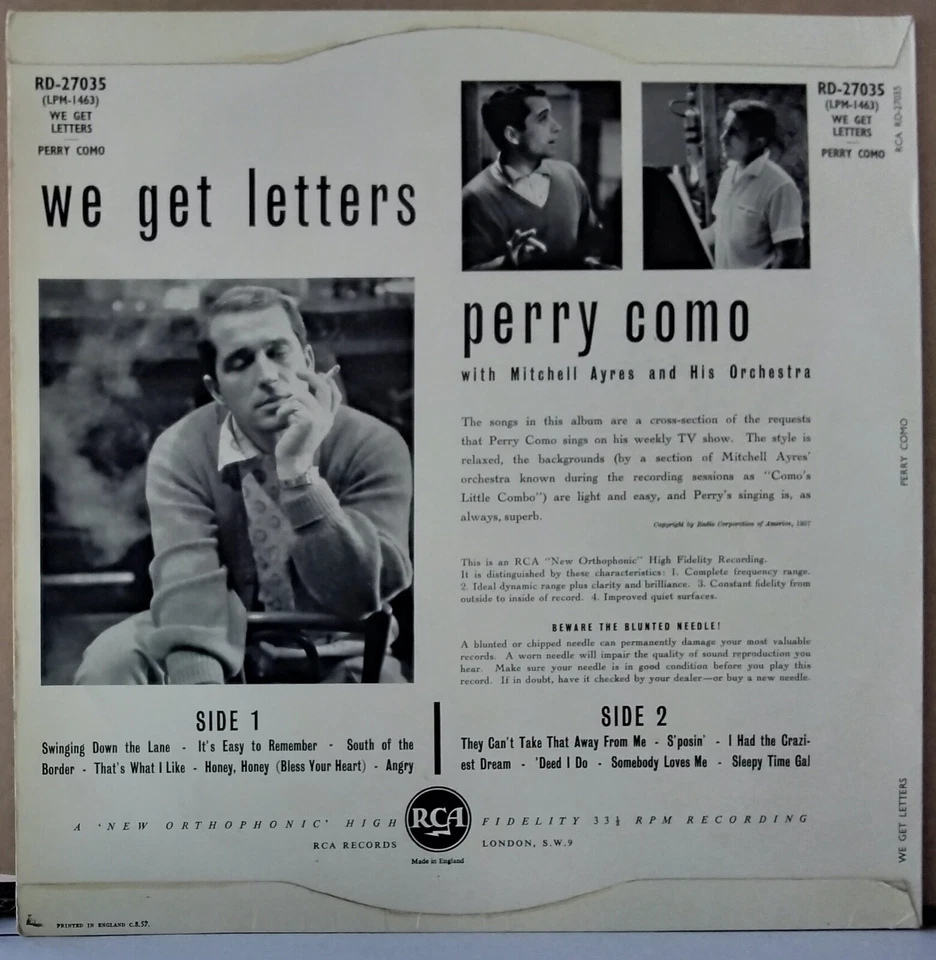 RD-27035
(LPM-1463)
WE GET
LETTERS
PERRY COMO
RD-27035
(LPM-1463)
WE GET
LETTERS
PERRY COMO
RCA RD-27035
we get letters
perry como
with Mitchell Ayres and His Orchestra
The songs in this album are a cross-section of the requests
that Perry Como sings on his weekly TV show. The style is
relaxed, the backgrounds (by a section of Mitchell Ayres'
orchestra known during the recording sessions as "Como's
Little Combo") are light and easy, and Perry's singing is, as
always, superb.
Copyright by Radio Corporation of America, 1957
PERRY COMO
This is an RCA "New Orthophonic" High Fidelity Recording.
It is distinguished by these characteristics: 1. Complete frequency range.
2. Ideal dynamic range plus clarity and brilliance. 3. Constant fidelity from
outside to inside of record. 4. Improved quiet surfaces.
BEWARE THE BLUNTED NEEDLE!
A blunted or chipped needle can permanently damage your most valuable
records. A worn needle will impair the quality of sound reproduction you
hear. Make sure your needle is in good condition before you play this
record. If in doubt, have it checked by your dealer—or buy a new needle.
SIDE 1
Swinging Down the Lane - It's Easy to Remember - South of the
Border - That's What I Like - Honey, Honey (Bless Your Heart) - Angry
SIDE 2
They Can't Take That Away From Me - S'posin' - I Had the Crazi-
est Dream - 'Deed I Do - Somebody Loves Me - Sleepy Time Gal
WE GET LETTERS
A 'NEW ORTHOPHONIC' HIGH RCA FIDELITY 33⅓ RPM RECORDING
RCA RECORDS LONDON, S.W.9
Made in England
PRINTED IN ENGLAND C.8.57.